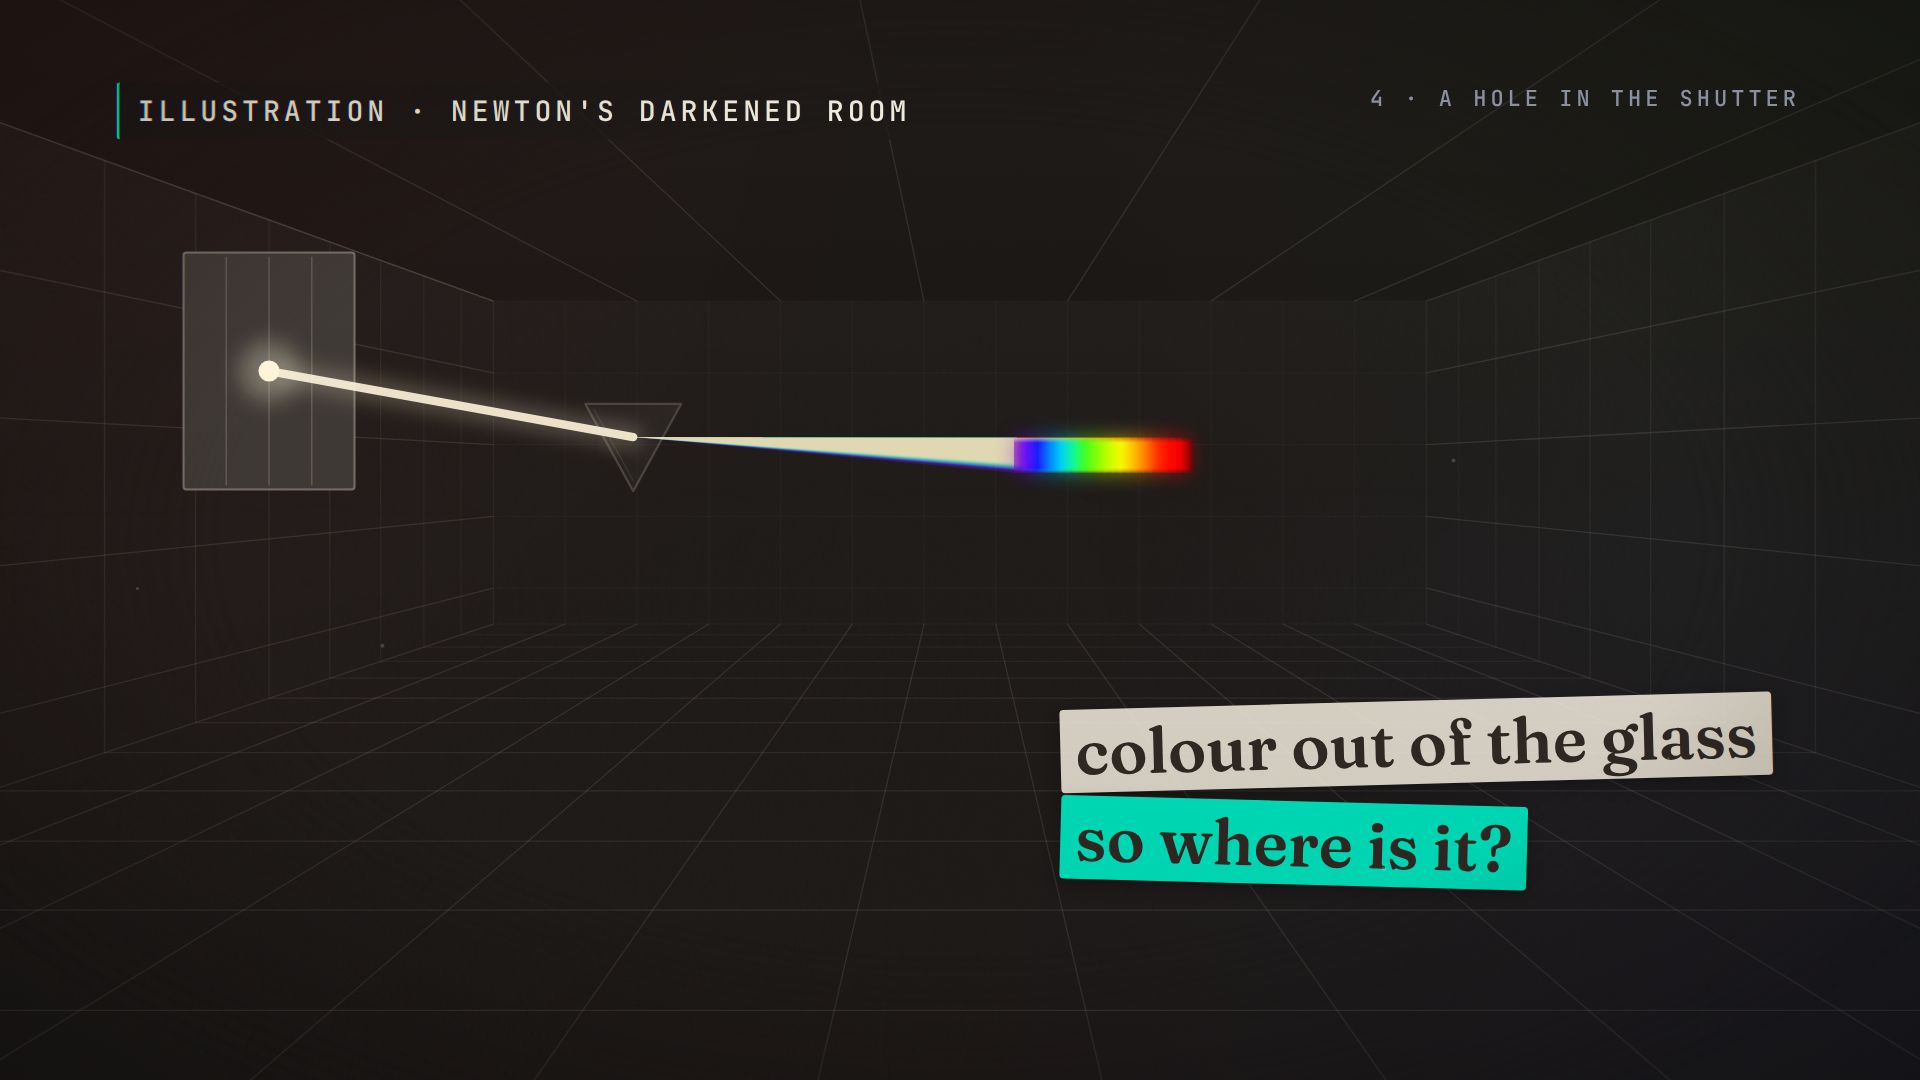 ILLUSTRATION · NEWTON'S DARKENED ROOM
4 · A HOLE IN THE SHUTTER
colour out of the glass
so where is it?